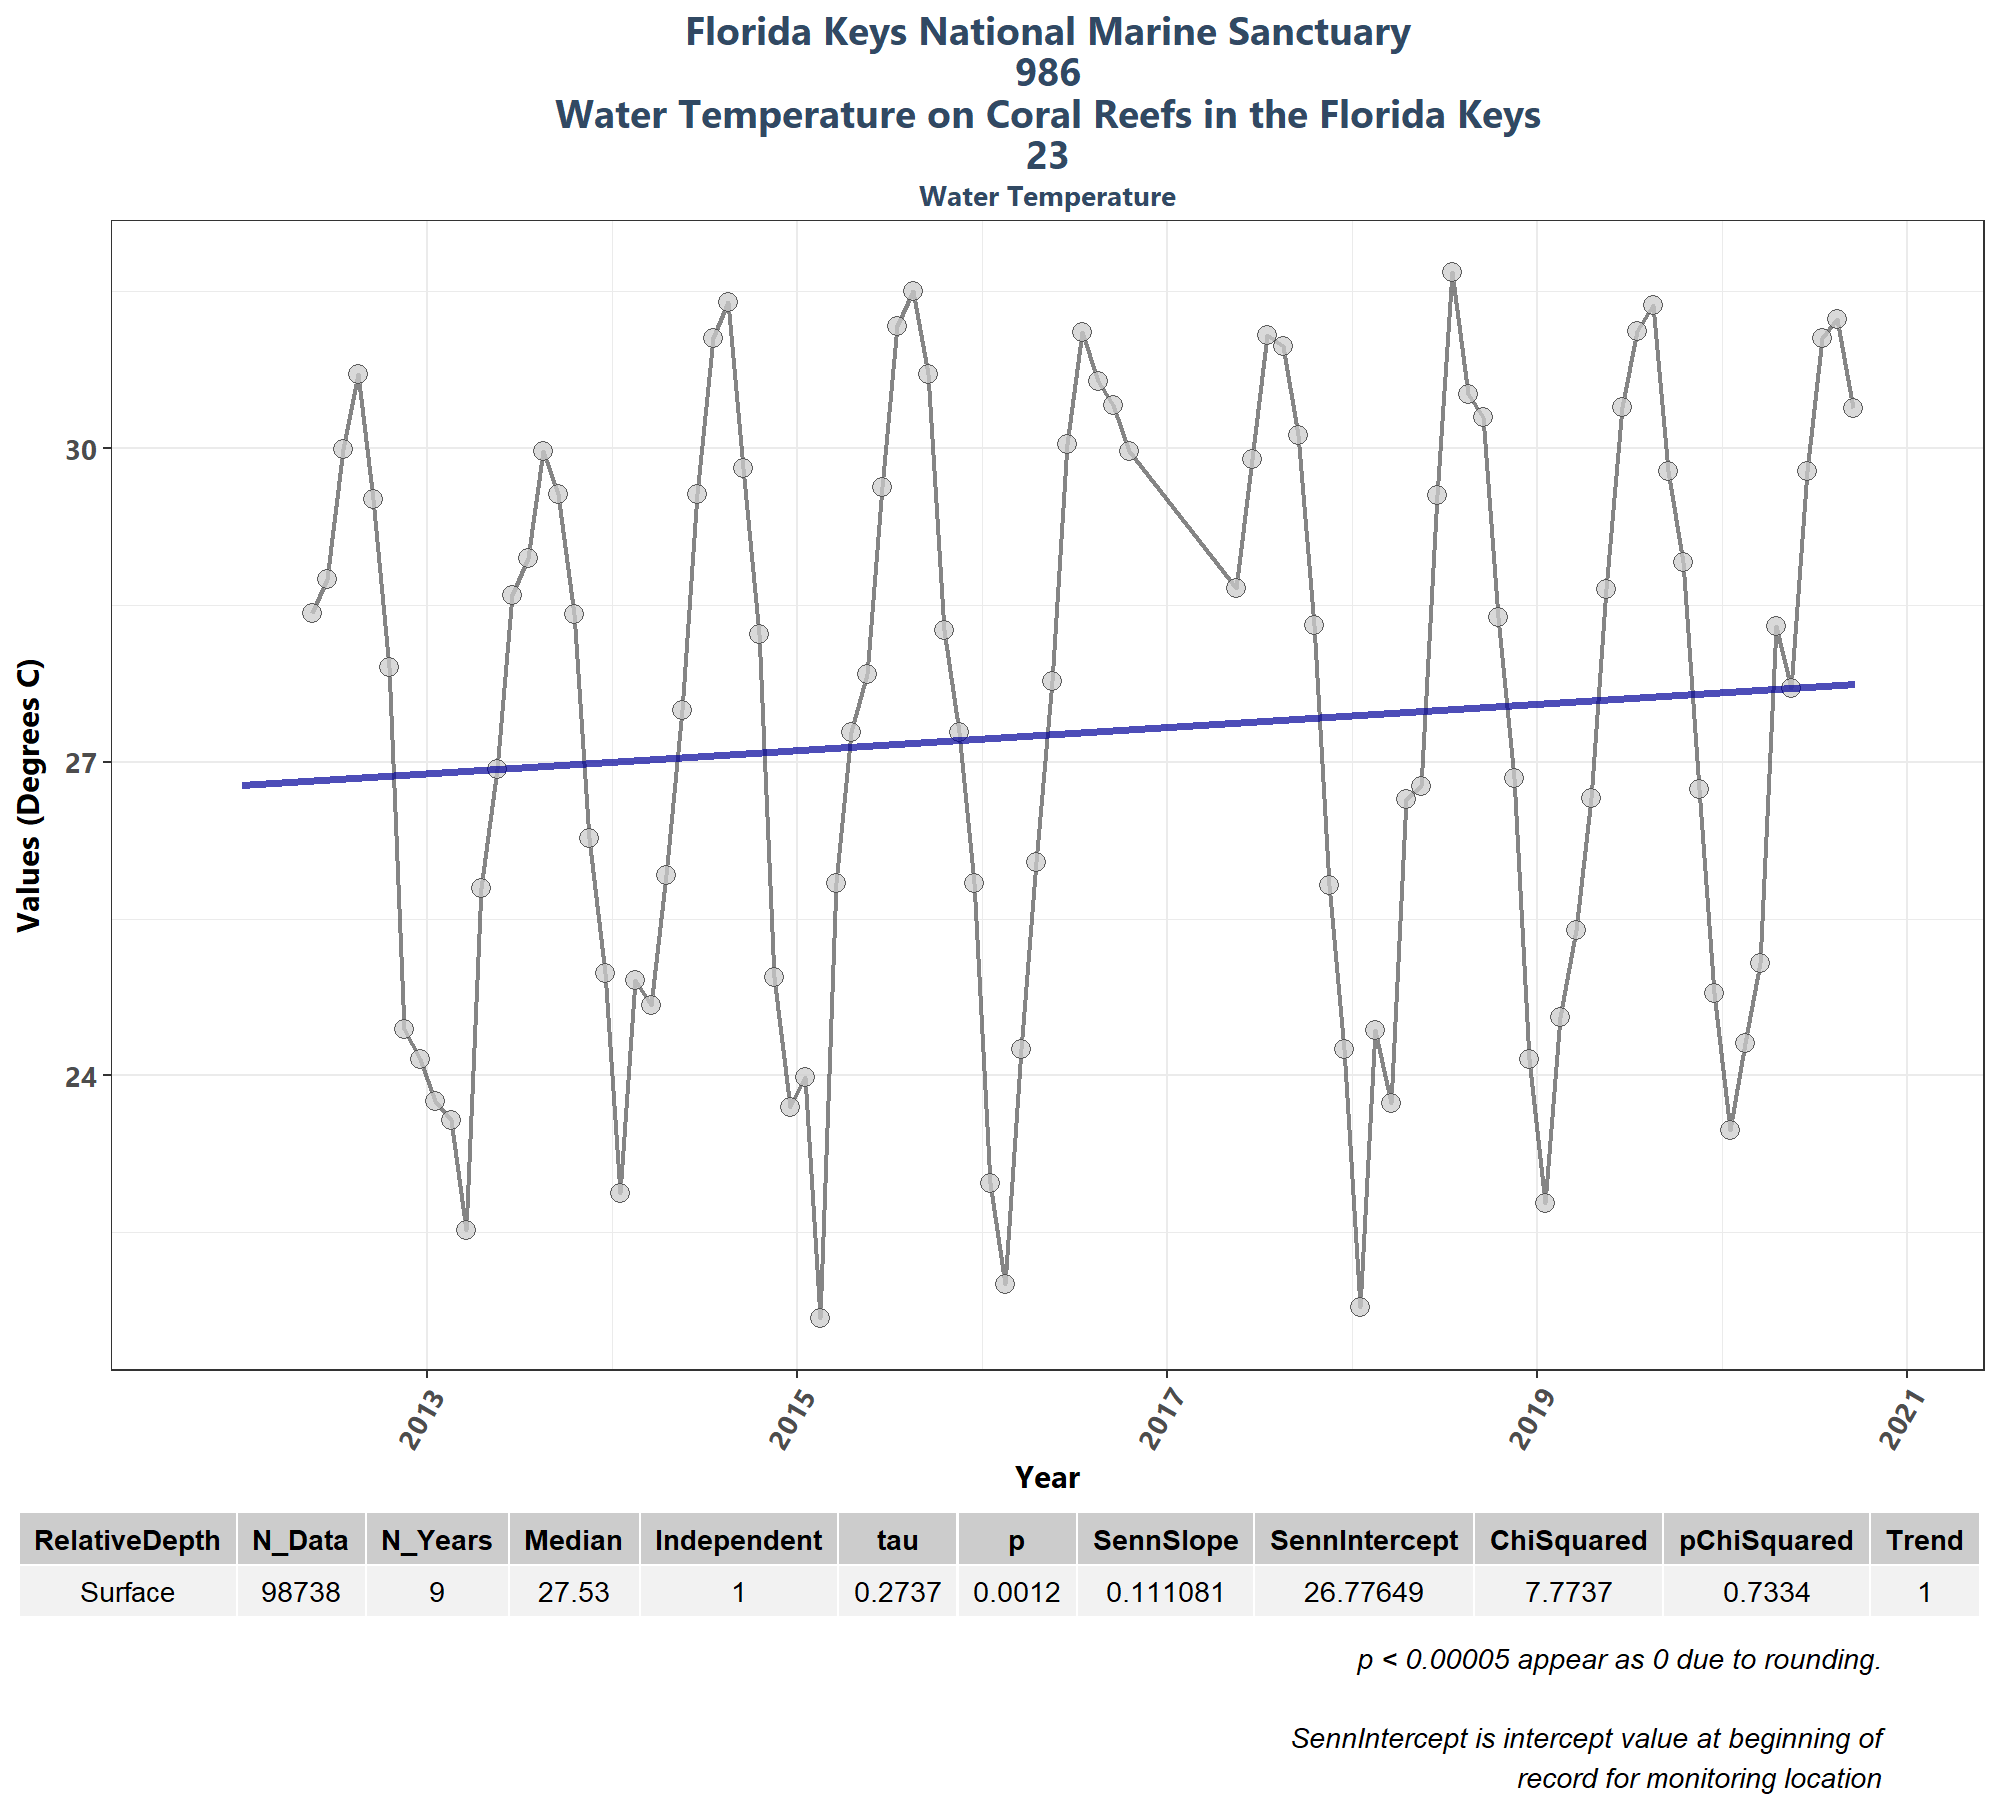 Florida Keys National Marine Sanctuary
986
Water Temperature on Coral Reefs in the Florida Keys
23
Water Temperature
Values (Degrees C)
30
27
24
2013
2015
2017
2019
2021
Year
RelativeDepth N_Data N_Years Median Independent tau p SennSlope SennIntercept ChiSquared pChiSquared Trend
Surface 98738 9 27.53 1 0.2737 0.0012 0.111081 26.77649 7.7737 0.7334 1
p < 0.00005 appear as 0 due to rounding.
SennIntercept is intercept value at beginning of
record for monitoring location